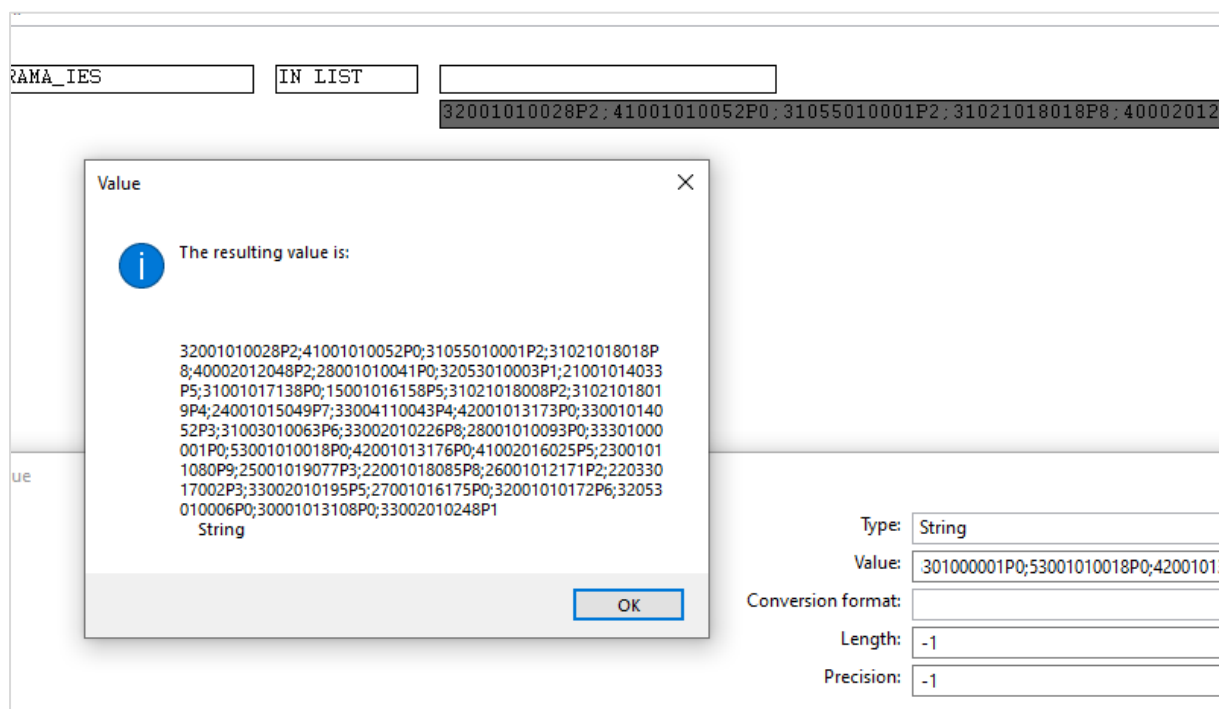 RAMA_IES
IN LIST
32001010028P2;41001010052P0;31055010001P2;31021018018P8;40002012
Value
The resulting value is:
32001010028P2;41001010052P0;31055010001P2;31021018018P
8;40002012048P2;28001010041P0;32053010003P1;21001014033
P5;31001017138P0;15001016158P5;31021018008P2;3102101801
9P4;24001015049P7;33004110043P4;42001013173P0;330010140
52P3;31003010063P6;33002010226P8;28001010093P0;33301000
001P0;53001010018P0;42001013176P0;41002016025P5;2300101
1080P9;25001019077P3;22001018085P8;26001012171P2;220330
17002P3;33002010195P5;27001016175P0;32001010172P6;32053
010006P0;30001013108P0;33002010248P1
String
OK
ue
Type: String
Value: 301000001P0;53001010018P0;4200101
Conversion format:
Length: -1
Precision: -1